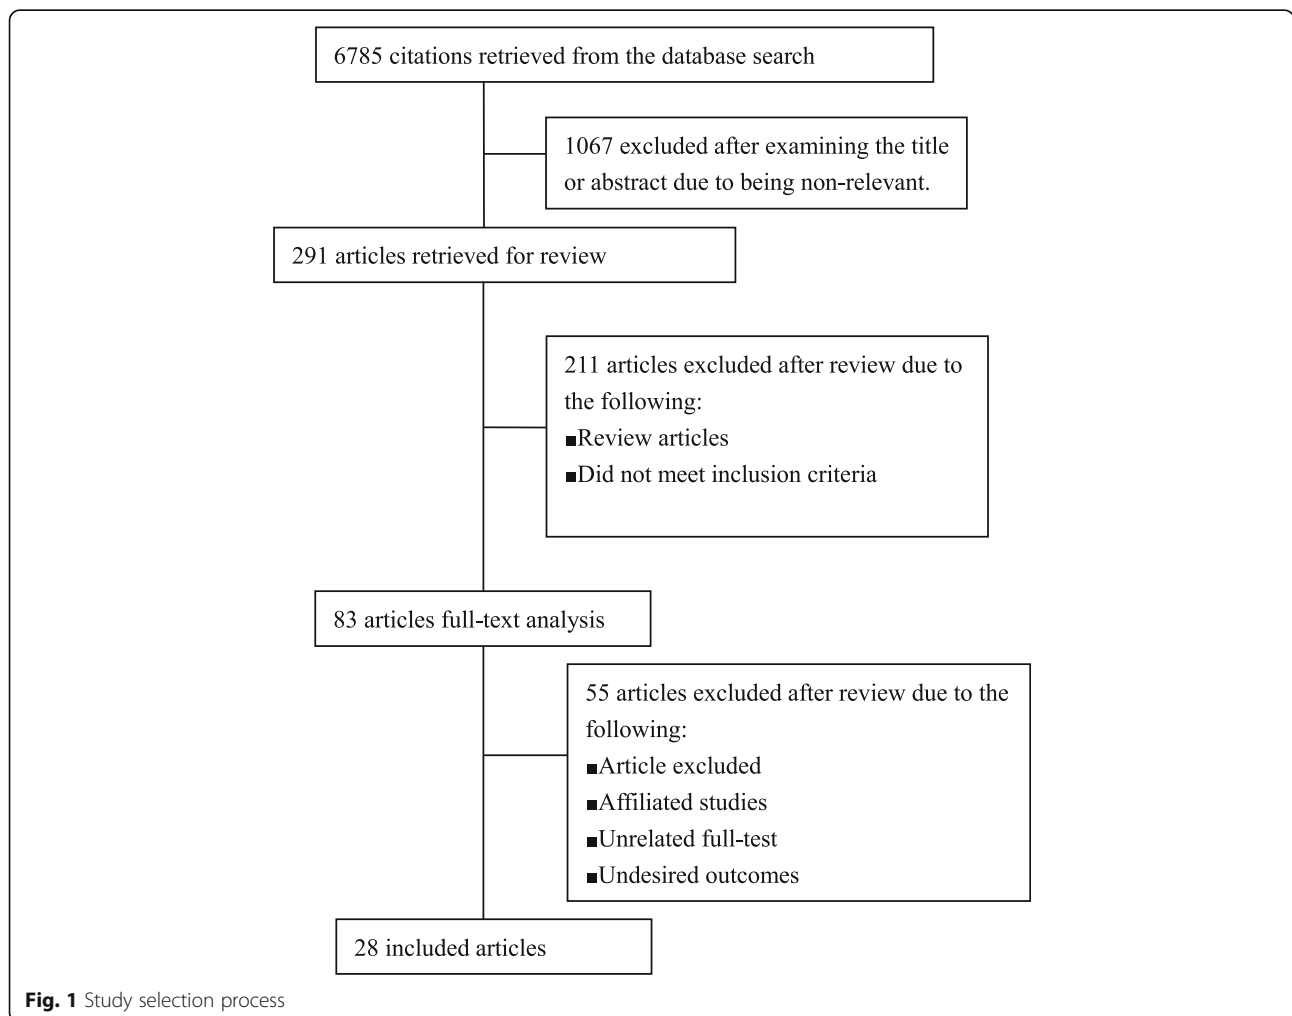 6785 citations retrieved from the database search
1067 excluded after examining the title
or abstract due to being non-relevant.
291 articles retrieved for review
211 articles excluded after review due to
the following:
■Review articles
■Did not meet inclusion criteria
83 articles full-text analysis
55 articles excluded after review due to the
following:
■Article excluded
■Affiliated studies
■Unrelated full-test
■Undesired outcomes
28 included articles
Fig. 1 Study selection process